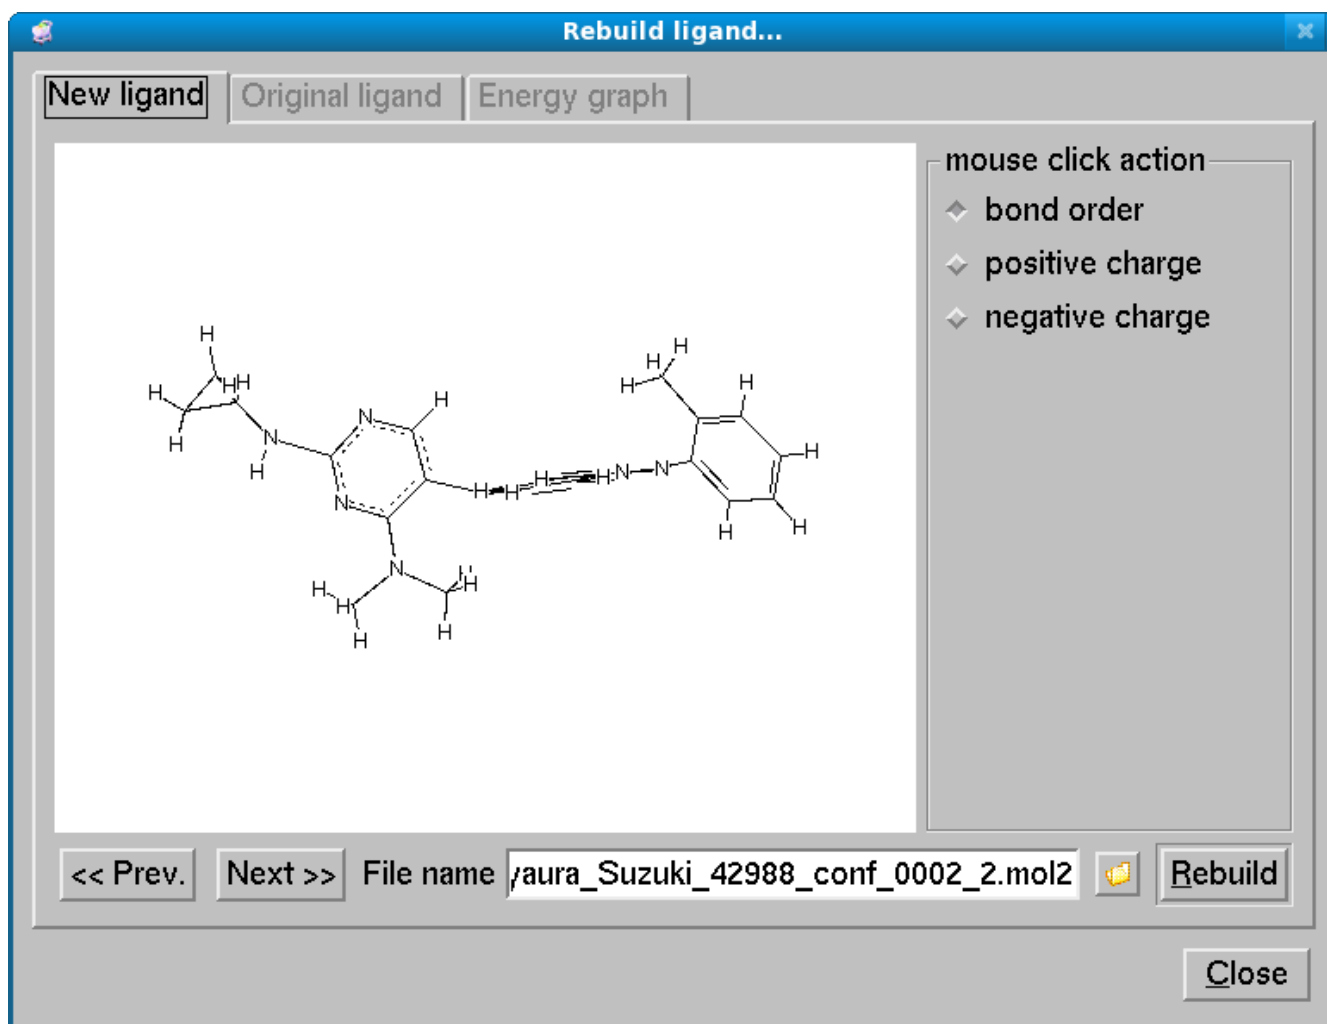 Rebuild ligand...
New ligand
Original ligand
Energy graph
mouse click action
bond order
positive charge
negative charge
H
H H
H
H H H
H
H N H
N H
H H H H N N
H N
H H
N
H H
H H
H H
<< Prev.
Next >>
File name
yaura_Suzuki_42988_conf_0002_2.mol2
Rebuild
Close